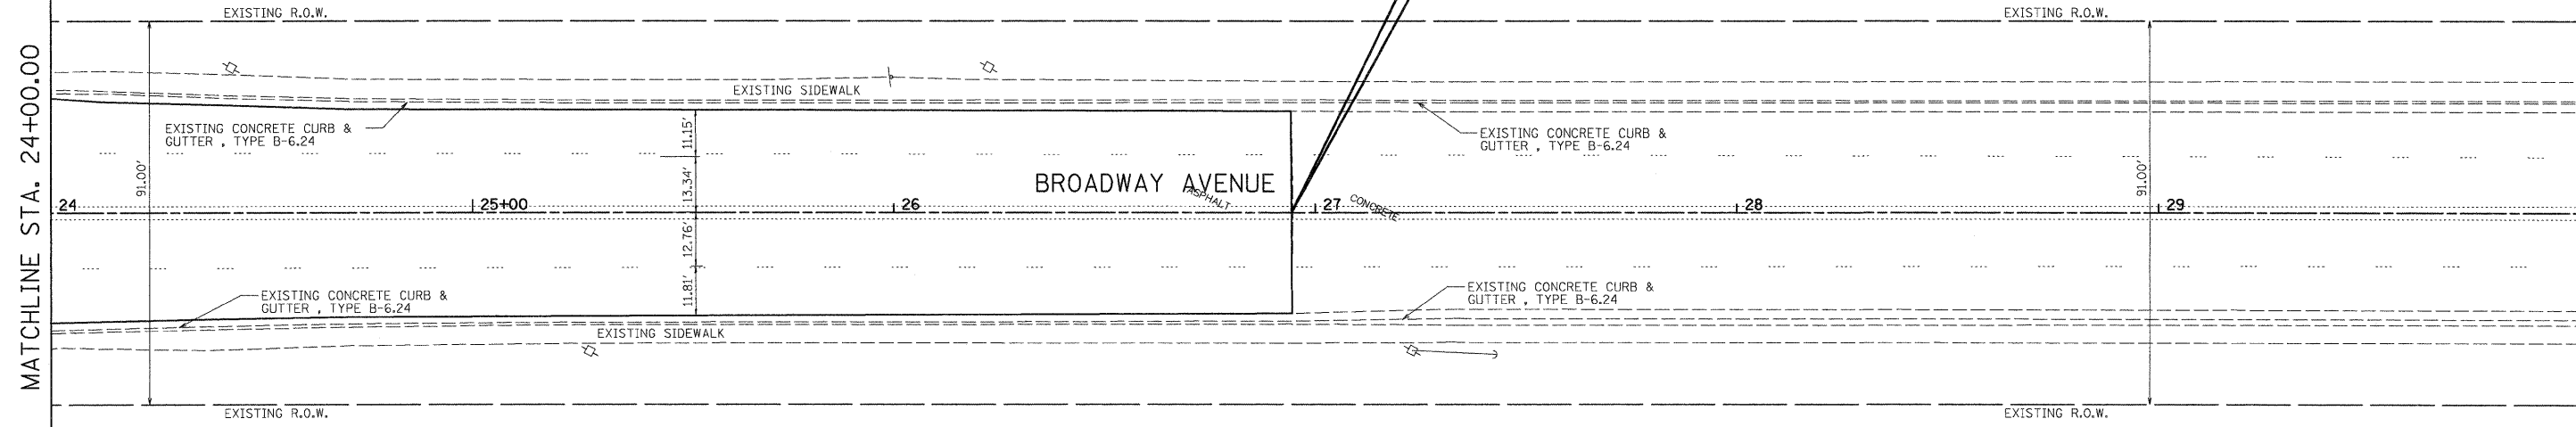 EXISTING R.O.W.
EXISTING R.O.W.
MATCHLINE STA. 24+00.00
EXISTING SIDEWALK
EXISTING CONCRETE CURB &
GUTTER , TYPE B-6.24
EXISTING CONCRETE CURB &
GUTTER , TYPE B-6.24
91.00'
11.15'
13.34'
12.76'
11.81'
91.00'
BROADWAY AVENUE
ASPHALT
CONCRETE
24
25+00
26
27
28
29
EXISTING CONCRETE CURB &
GUTTER , TYPE B-6.24
EXISTING CONCRETE CURB &
GUTTER , TYPE B-6.24
EXISTING SIDEWALK
EXISTING R.O.W.
EXISTING R.O.W.